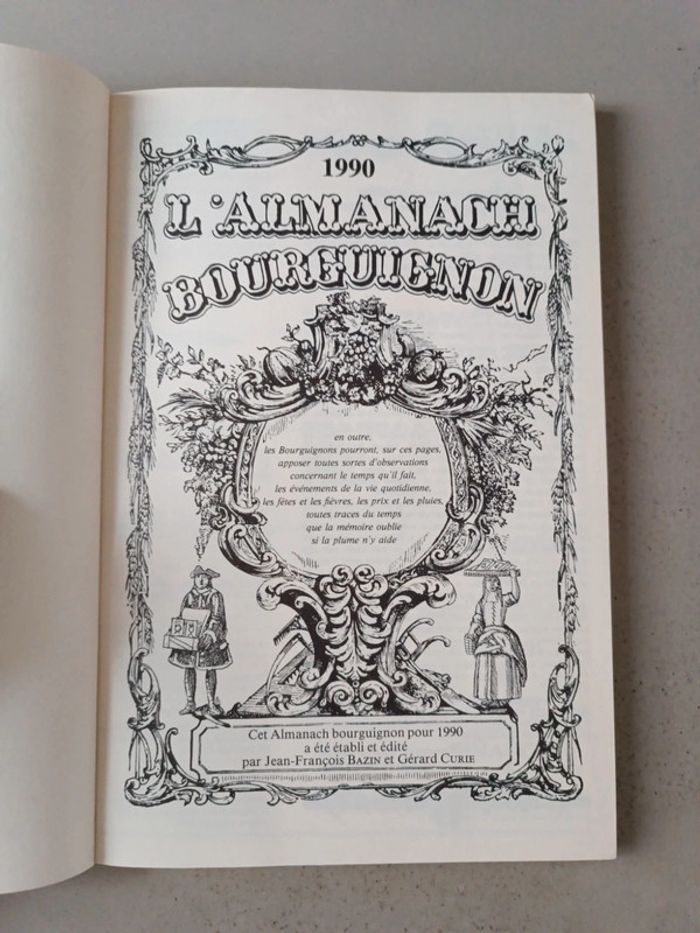 1990
L'ALMANACH
BOURGUIGNON
en outre,
les Bourguignons pourront, sur ces pages,
apposer toutes sortes d'observations
concernant le temps qu'il fait,
les événements de la vie quotidienne,
les fêtes et les fièvres, les prix et les pluies,
toutes traces du temps
que la mémoire oublie
si la plume n'y aide
Cet Almanach bourguignon pour 1990
a été établi et édité
par Jean-François BAZIN et Gérard CURIE